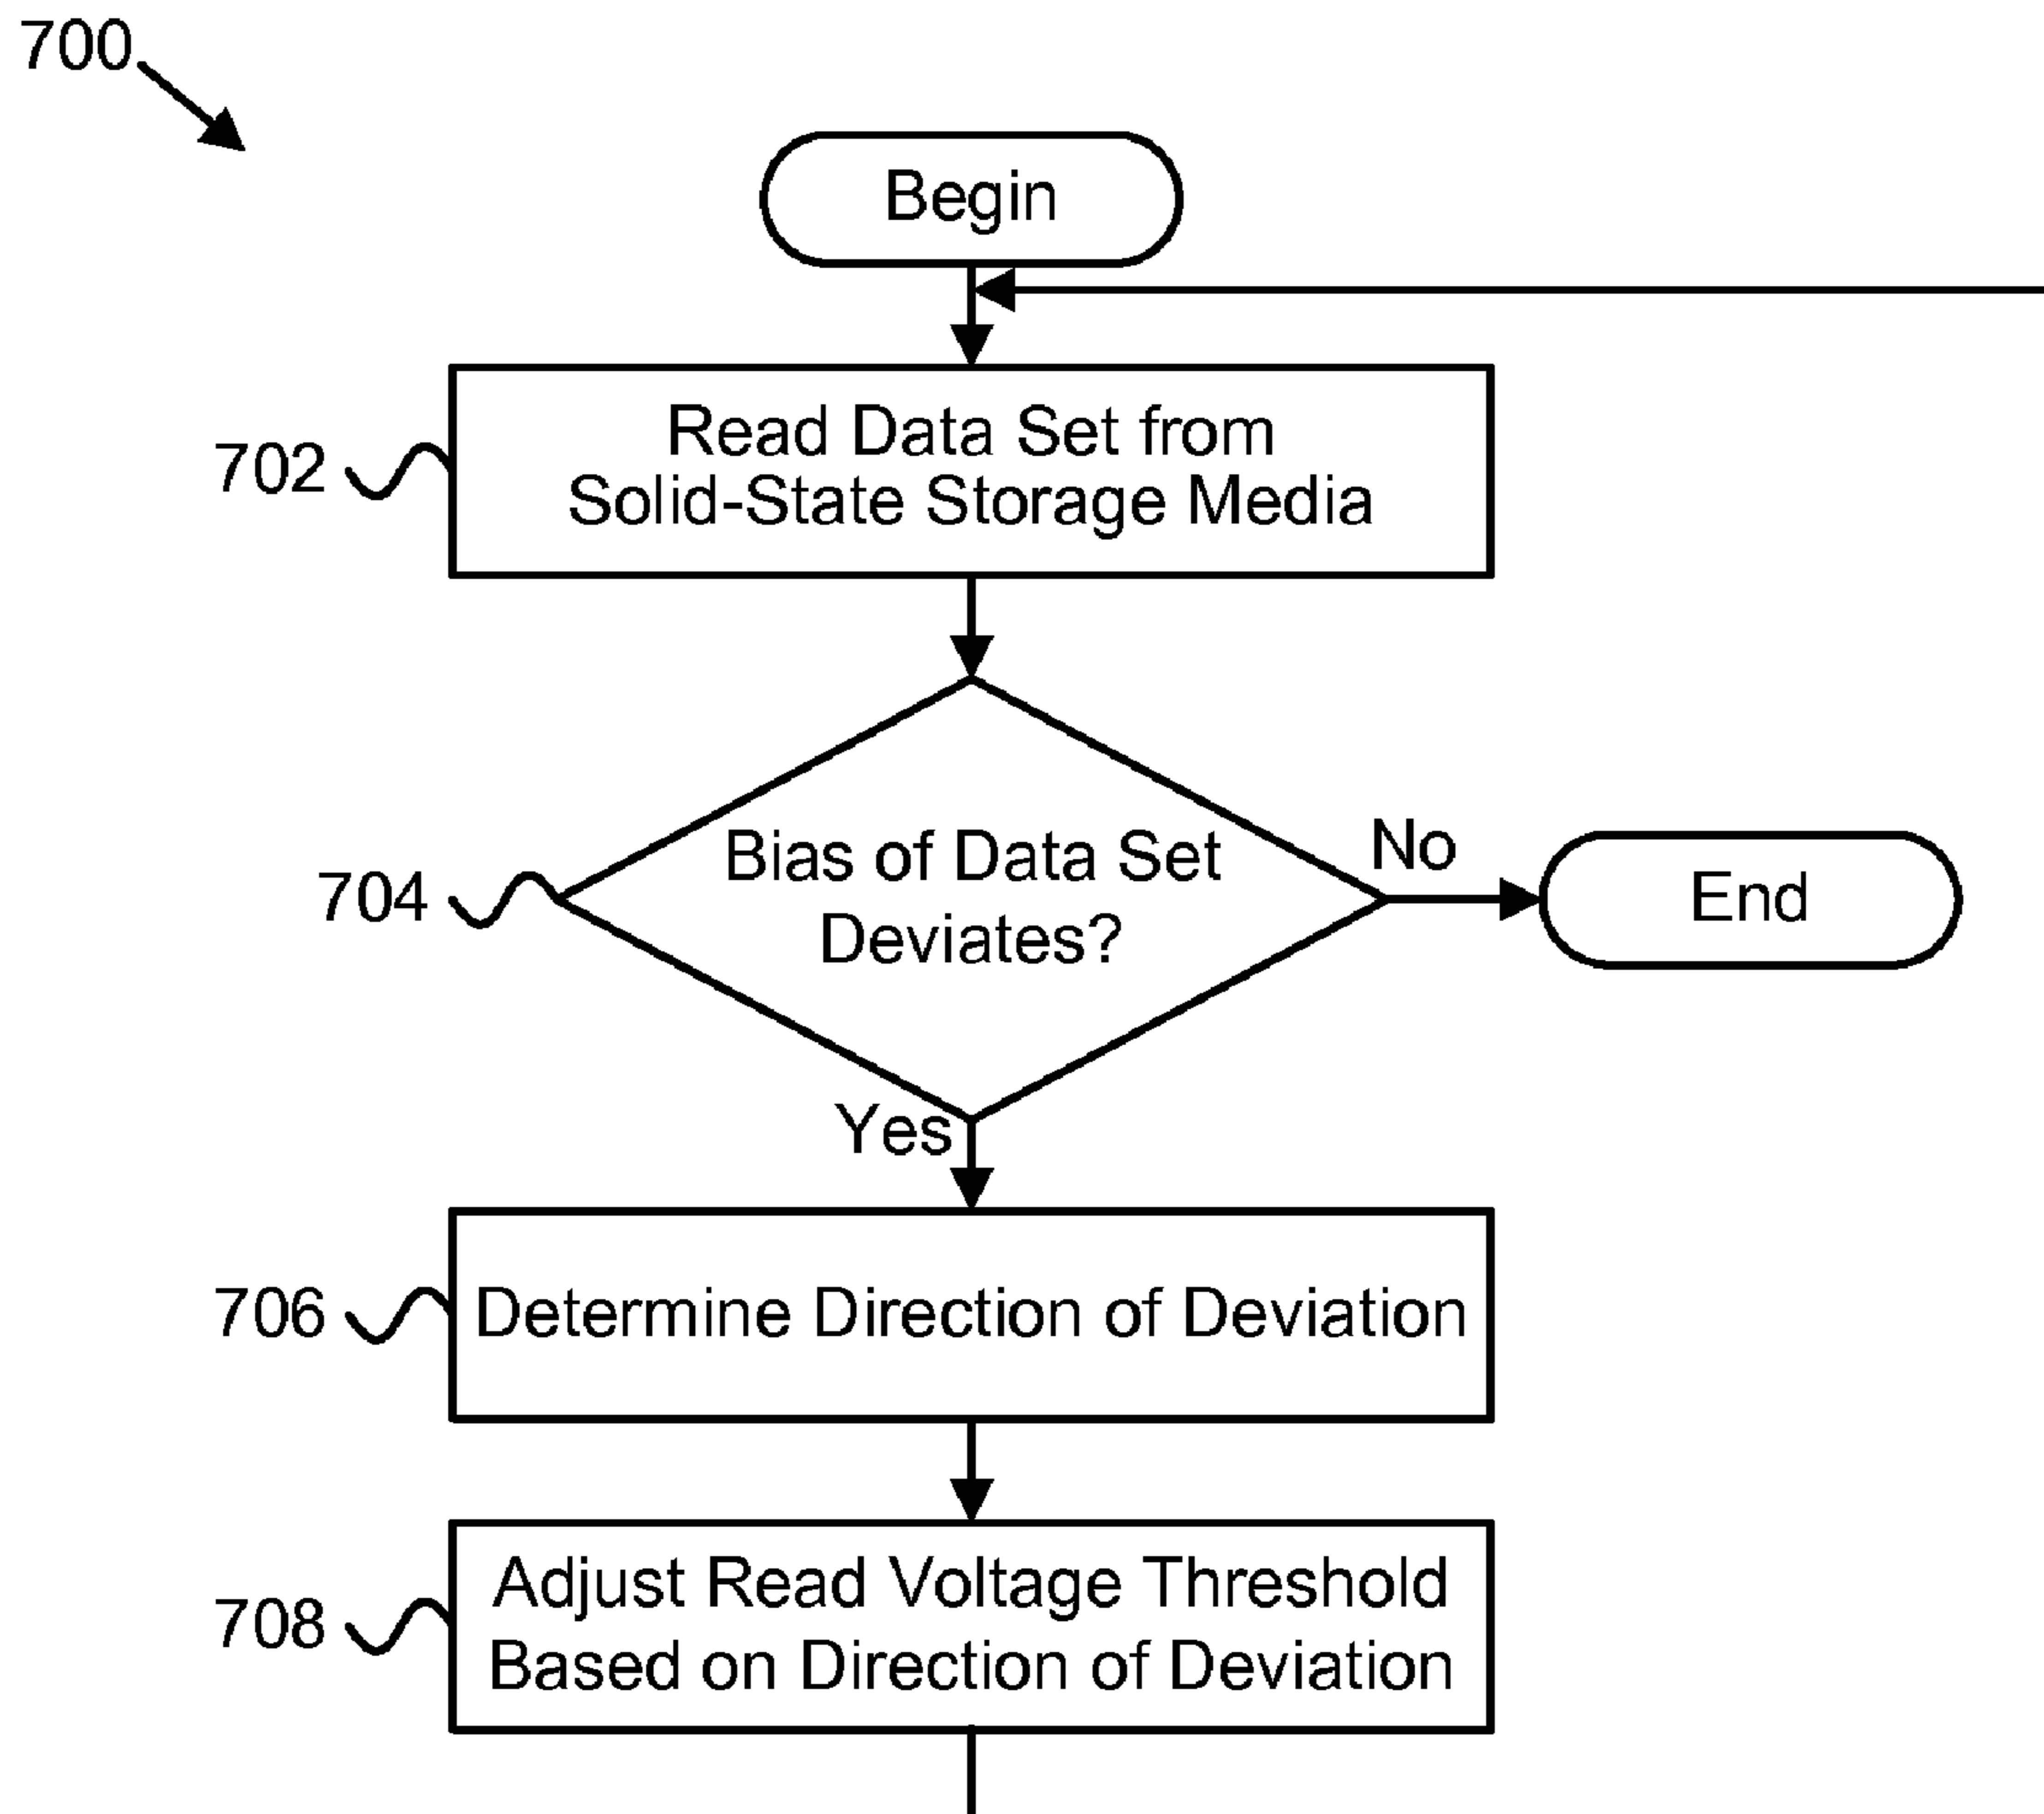 700
Begin
702
Read Data Set from
Solid-State Storage Media
704
Bias of Data Set
Deviates?
No
End
Yes
706
Determine Direction of Deviation
708
Adjust Read Voltage Threshold
Based on Direction of Deviation